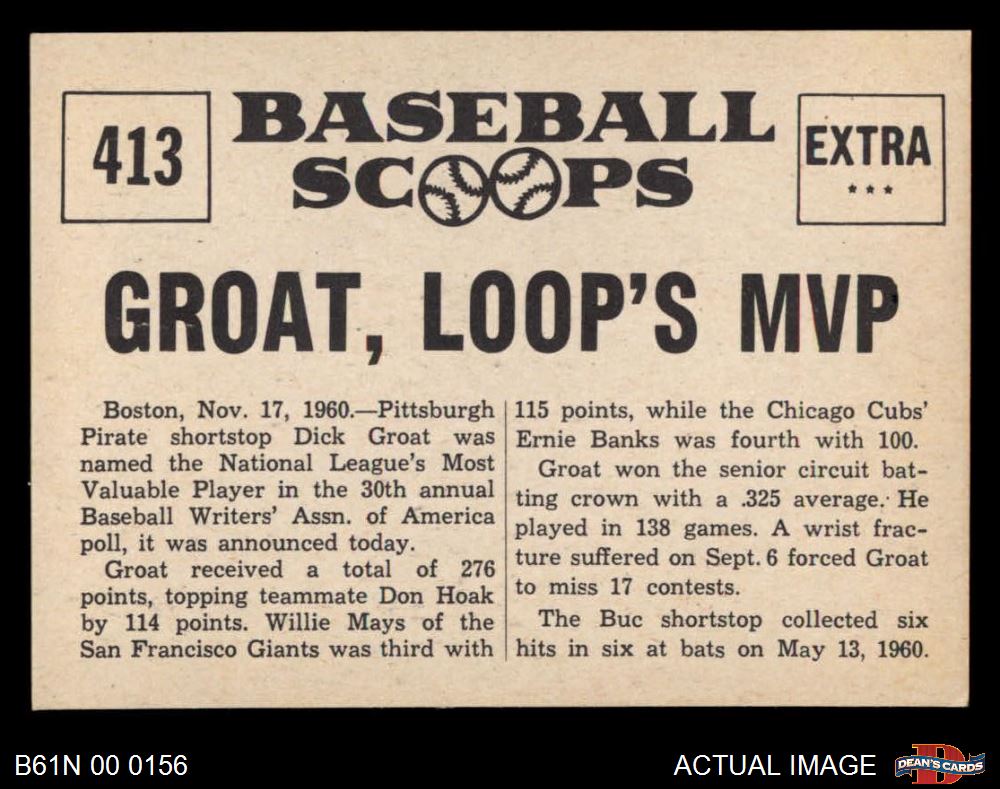 413
BASEBALL
SCOOPS
EXTRA
***
GROAT, LOOP'S MVP
Boston, Nov. 17, 1960.—Pittsburgh
Pirate shortstop Dick Groat was
named the National League's Most
Valuable Player in the 30th annual
Baseball Writers' Assn. of America
poll, it was announced today.
Groat received a total of 276
points, topping teammate Don Hoak
by 114 points. Willie Mays of the
San Francisco Giants was third with
115 points, while the Chicago Cubs'
Ernie Banks was fourth with 100.
Groat won the senior circuit bat-
ting crown with a .325 average. He
played in 138 games. A wrist frac-
ture suffered on Sept. 6 forced Groat
to miss 17 contests.
The Buc shortstop collected six
hits in six at bats on May 13, 1960.
B61N 00 0156
ACTUAL IMAGE
D
DEAN'S CARDS